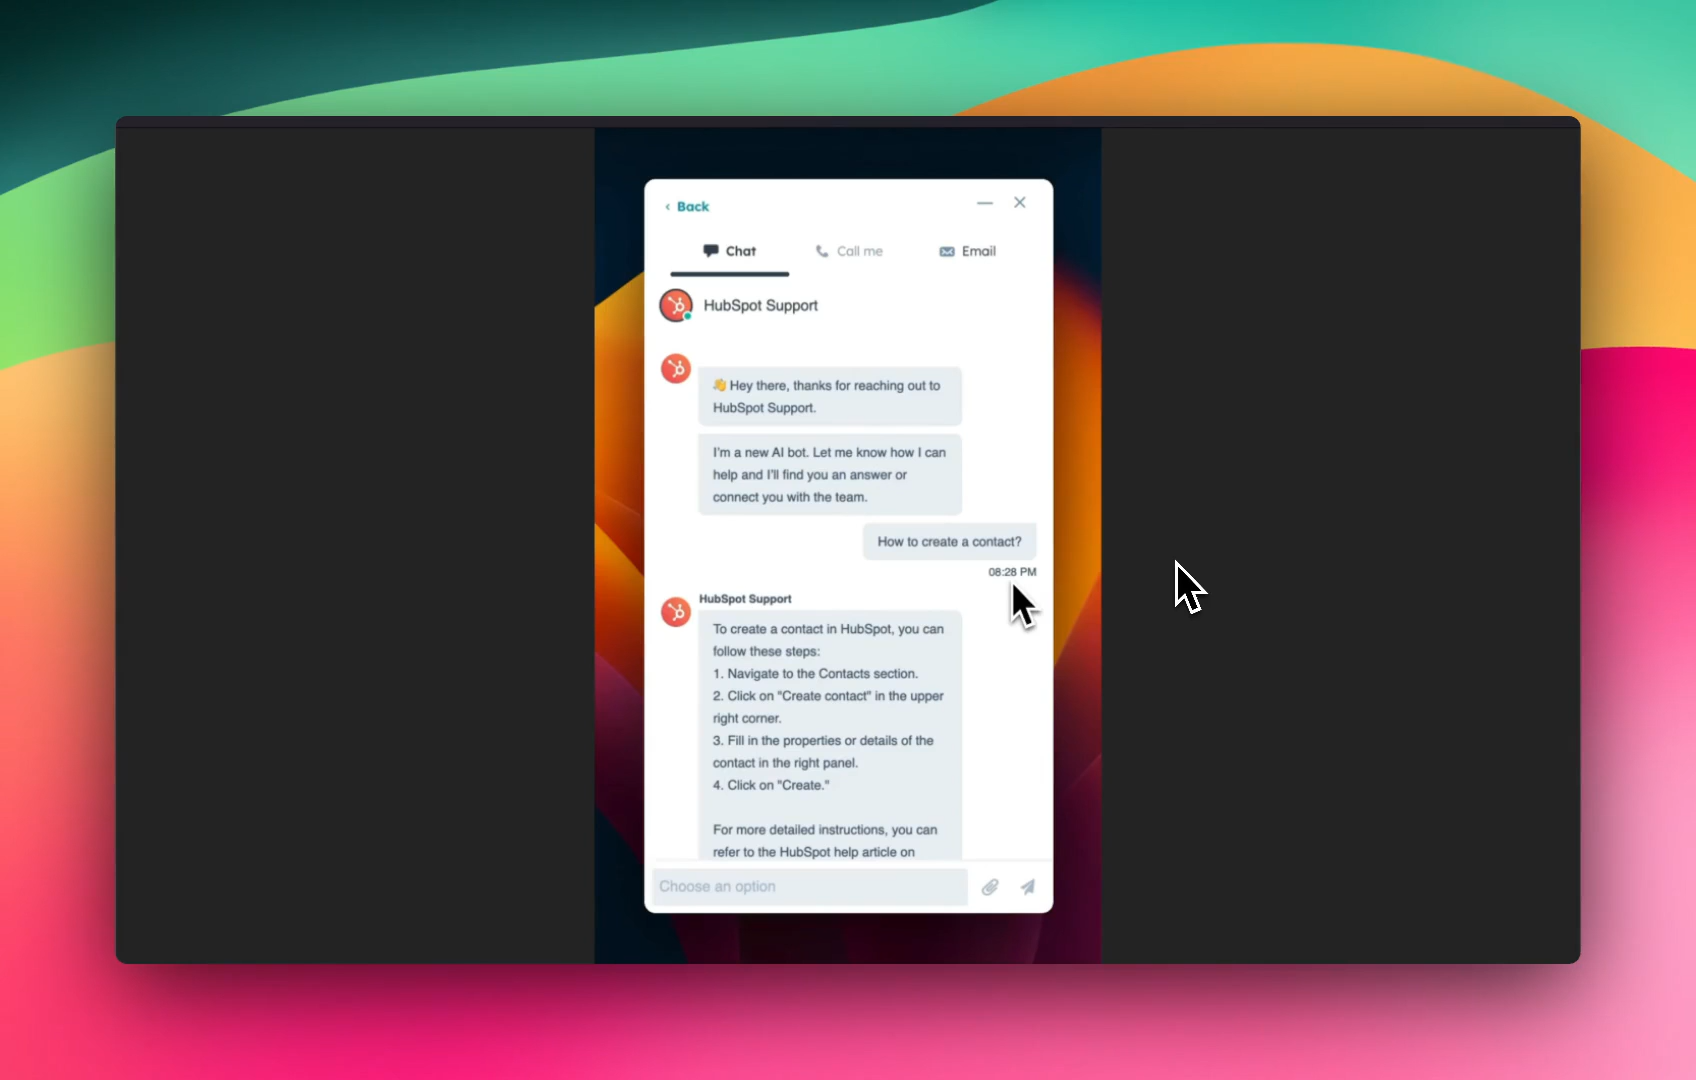 ‹ Back
Chat
Call me
Email
HubSpot Support
👋 Hey there, thanks for reaching out to
HubSpot Support.
I'm a new AI bot. Let me know how I can
help and I'll find you an answer or
connect you with the team.
How to create a contact?
08:28 PM
HubSpot Support
To create a contact in HubSpot, you can
follow these steps:
1. Navigate to the Contacts section.
2. Click on "Create contact" in the upper
right corner.
3. Fill in the properties or details of the
contact in the right panel.
4. Click on "Create."
For more detailed instructions, you can
refer to the HubSpot help article on
Choose an option